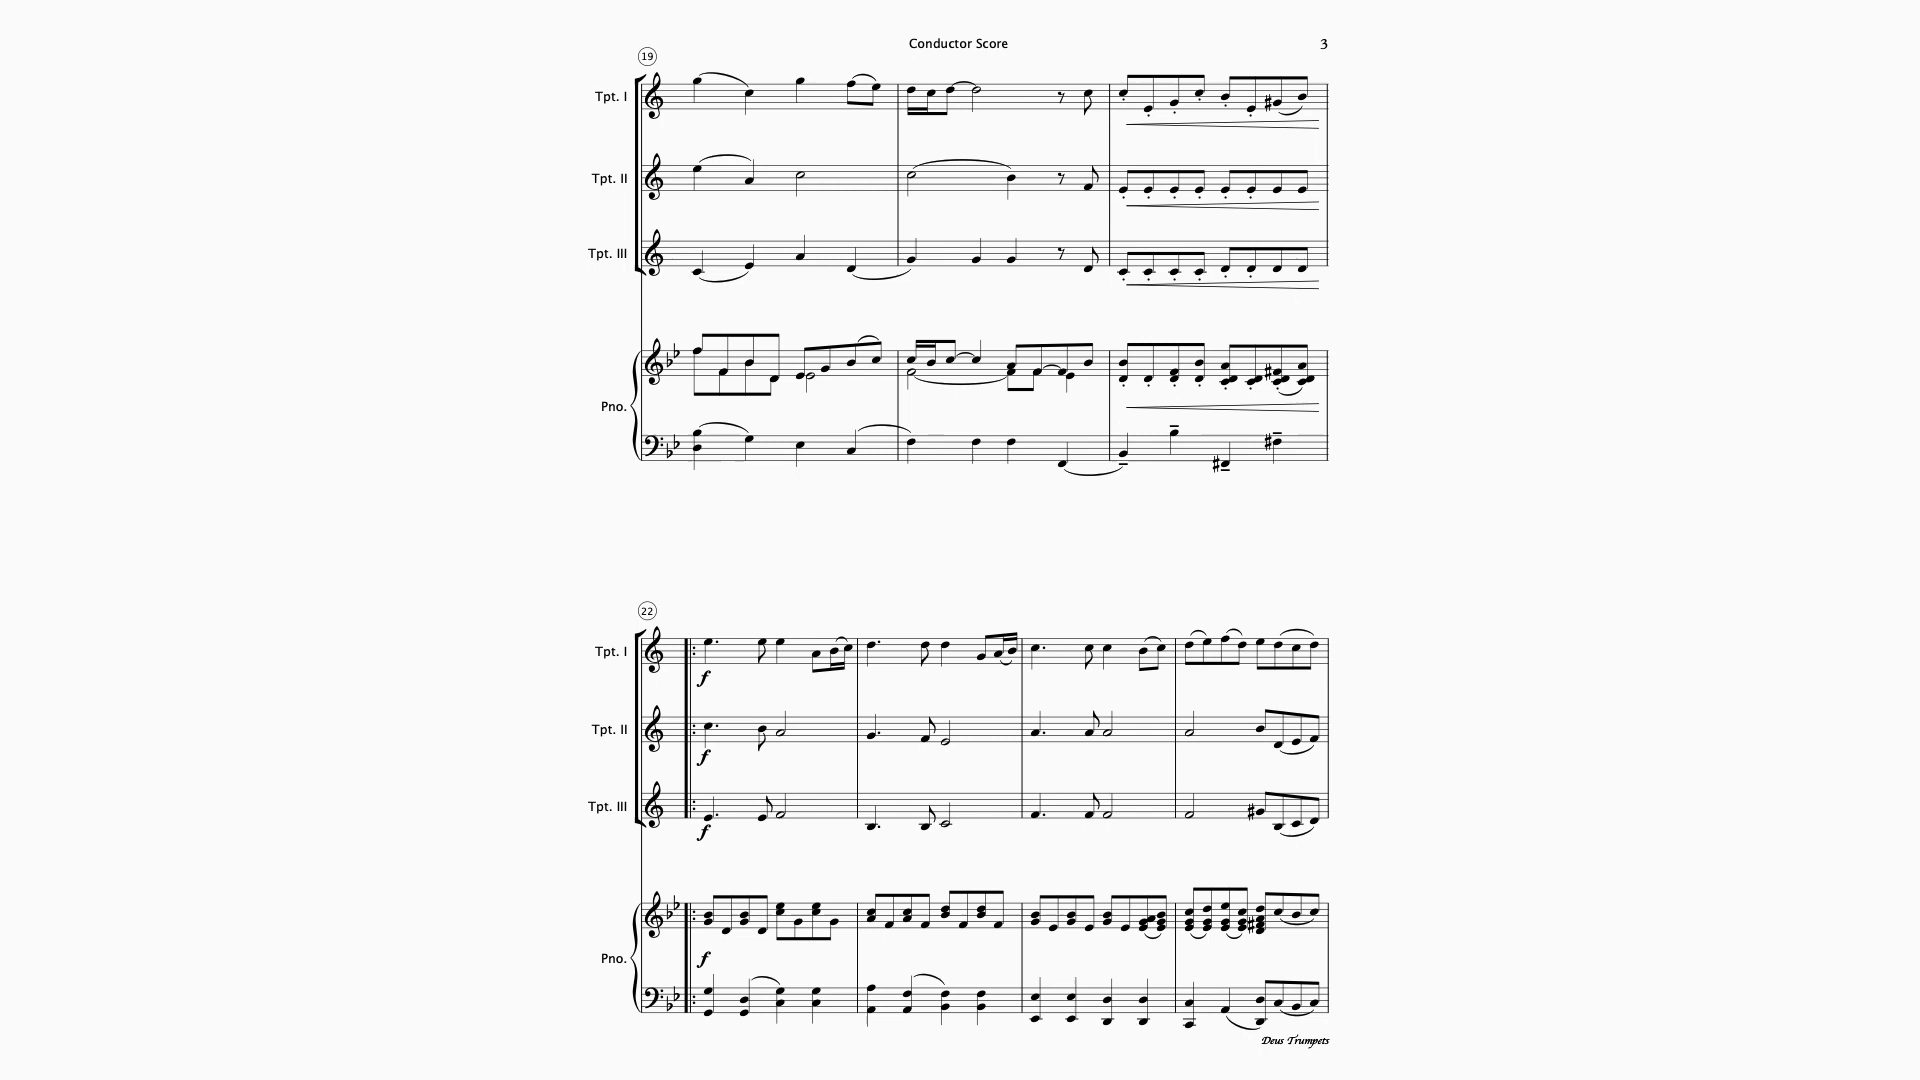 Conductor Score
3
19
Tpt. I
Tpt. II
Tpt. III
Pno.
22
Tpt. I
f
Tpt. II
f
Tpt. III
f
Pno.
f
Deus Trumpets